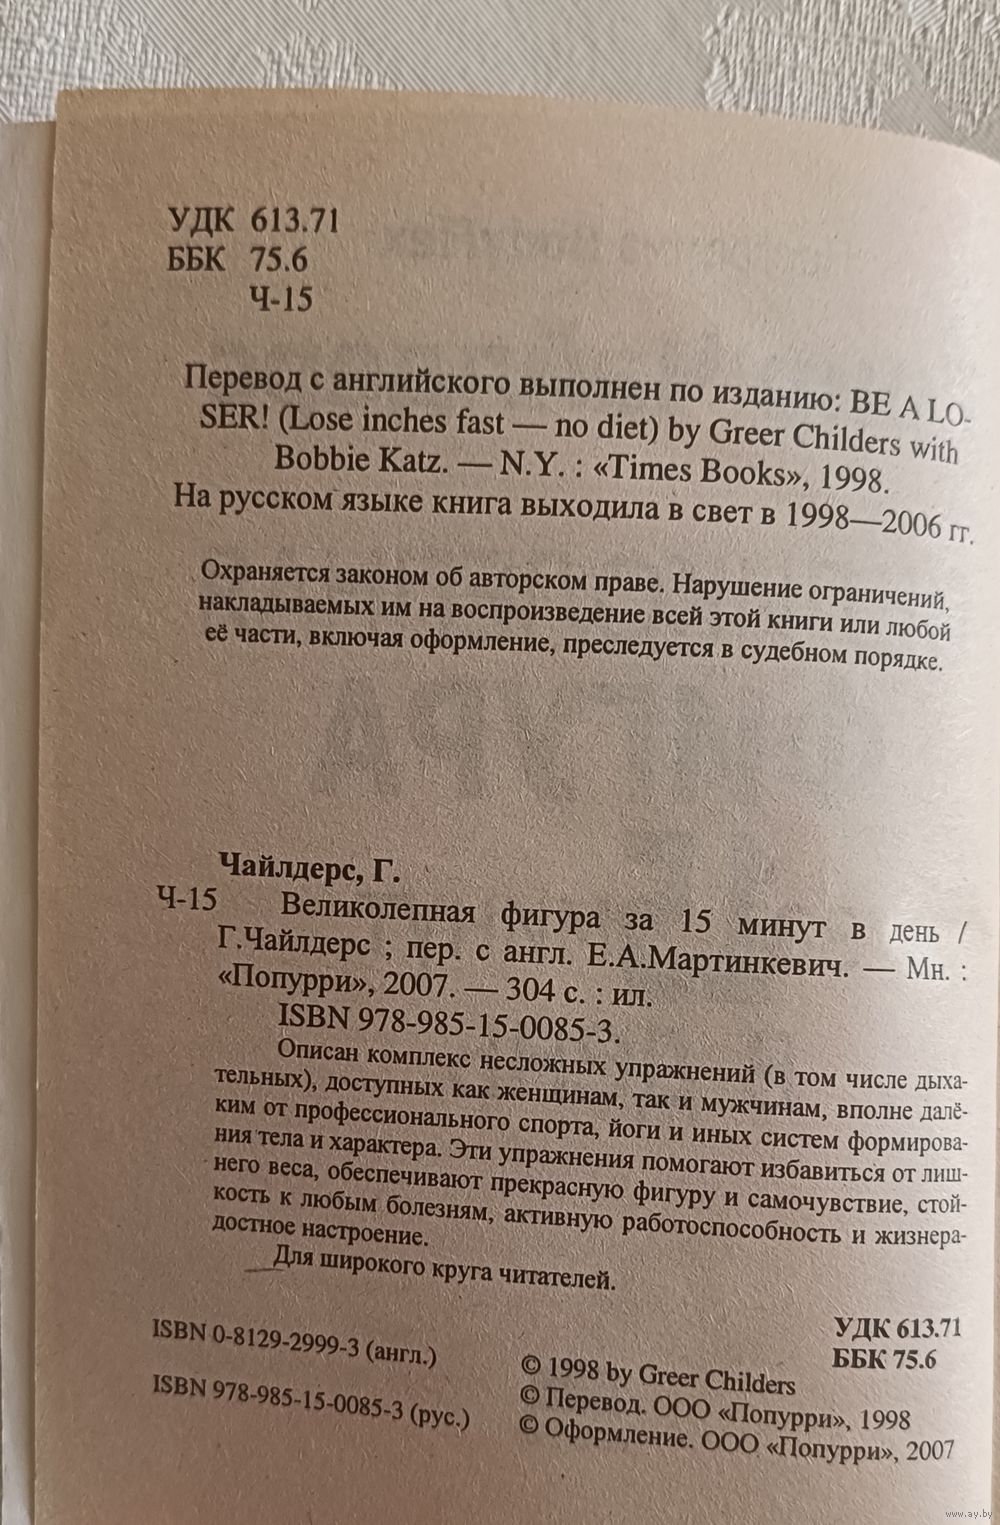 УДК 613.71
ББК 75.6
Ч-15
Перевод с английского выполнен по изданию: BE A LO-
SER! (Lose inches fast — no diet) by Greer Childers with
Bobbie Katz. — N.Y. : «Times Books», 1998.
На русском языке книга выходила в свет в 1998—2006 гг.
Охраняется законом об авторском праве. Нарушение ограничений,
накладываемых им на воспроизведение всей этой книги или любой
её части, включая оформление, преследуется в судебном порядке.
Чайлдерс, Г.
Ч-15 Великолепная фигура за 15 минут в день /
Г.Чайлдерс ; пер. с англ. Е.А.Мартинкевич. — Мн. :
«Попурри», 2007. — 304 с. : ил.
ISBN 978-985-15-0085-3.
Описан комплекс несложных упражнений (в том числе дыха-
тельных), доступных как женщинам, так и мужчинам, вполне далё-
ким от профессионального спорта, йоги и иных систем формирова-
ния тела и характера. Эти упражнения помогают избавиться от лиш-
него веса, обеспечивают прекрасную фигуру и самочувствие, стой-
кость к любым болезням, активную работоспособность и жизнера-
достное настроение.
Для широкого круга читателей.
УДК 613.71
ББК 75.6
ISBN 0-8129-2999-3 (англ.)
ISBN 978-985-15-0085-3 (рус.)
© 1998 by Greer Childers
© Перевод. ООО «Попурри», 1998
© Оформление. ООО «Попурри», 2007
www.ay.by